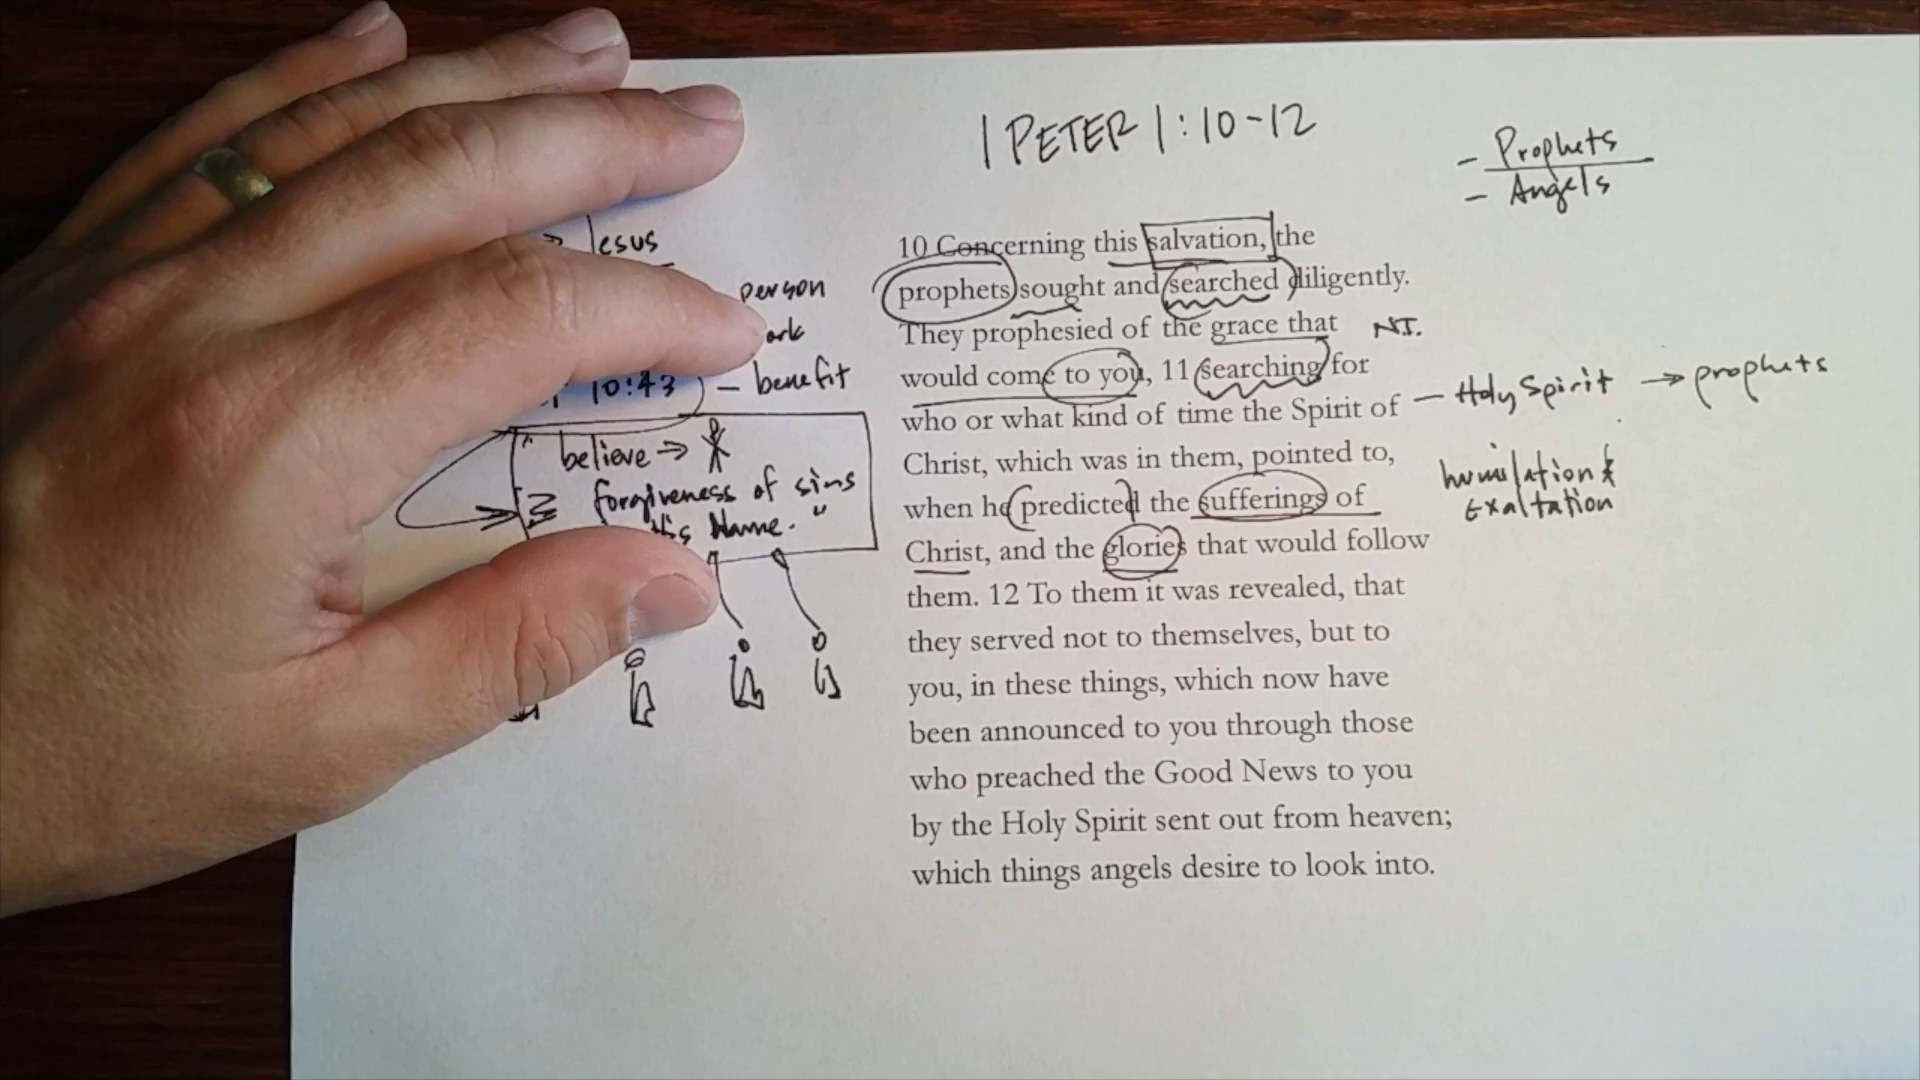 1 PETER 1:10-12
- Prophets
- Angels
Jesus
person
benefit
10:43) - benefit
"believe →
forgiveness of sins
Name."
10 Concerning this salvation, the
prophets sought and searched diligently.
They prophesied of the grace that
would come to you, 11 searching for
who or what kind of time the Spirit of
Christ, which was in them, pointed to,
when he predicted the sufferings of
Christ, and the glories that would follow
them. 12 To them it was revealed, that
they served not to themselves, but to
you, in these things, which now have
been announced to you through those
who preached the Good News to you
by the Holy Spirit sent out from heaven;
which things angels desire to look into.
N.T.
- Holy Spirit → prophets
humilation &
Exaltation